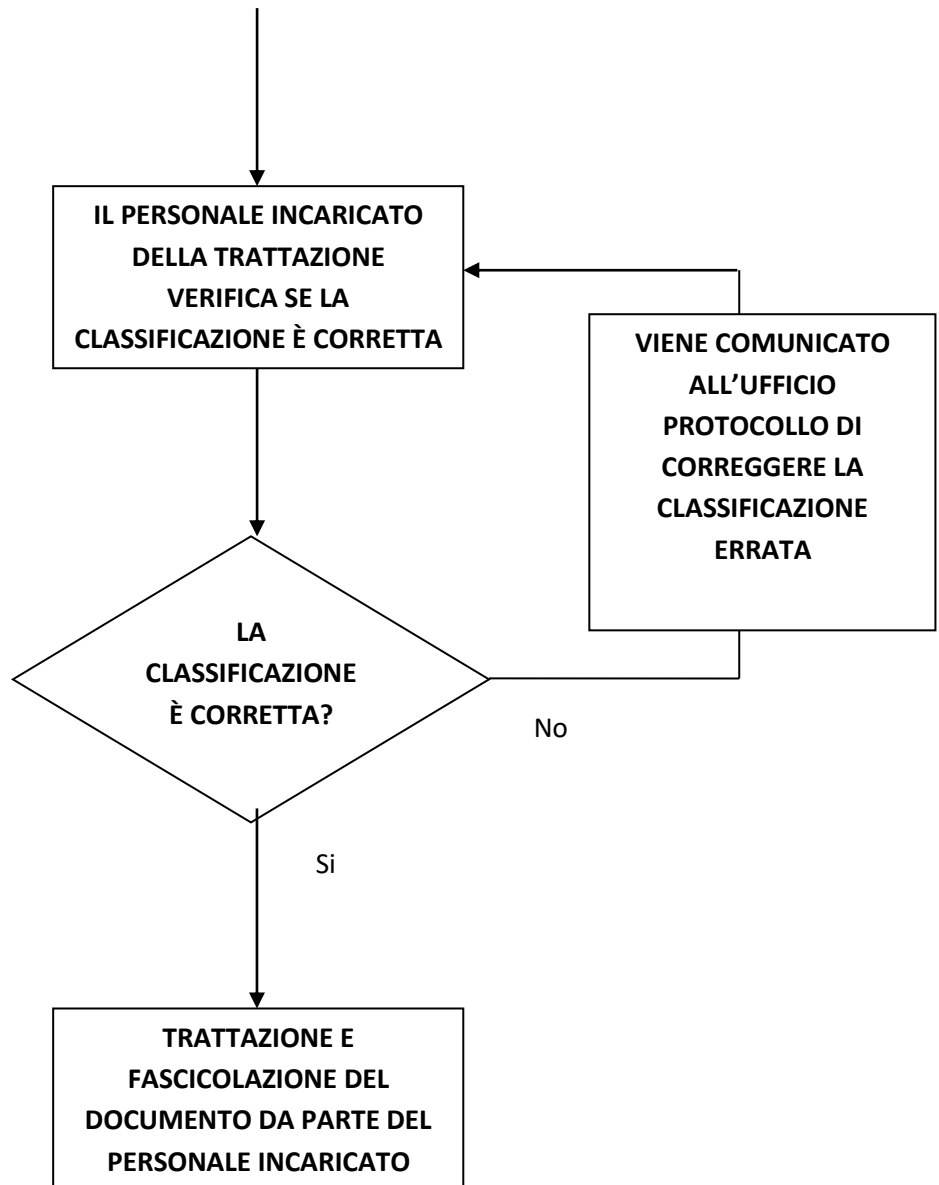 IL PERSONALE INCARICATO
DELLA TRATTAZIONE
VERIFICA SE LA
CLASSIFICAZIONE È CORRETTA
VIENE COMUNICATO
ALL’UFFICIO
PROTOCOLLO DI
CORREGGERE LA
CLASSIFICAZIONE
ERRATA
LA
CLASSIFICAZIONE
È CORRETTA?
No
Si
TRATTAZIONE E
FASCICOLAZIONE DEL
DOCUMENTO DA PARTE DEL
PERSONALE INCARICATO